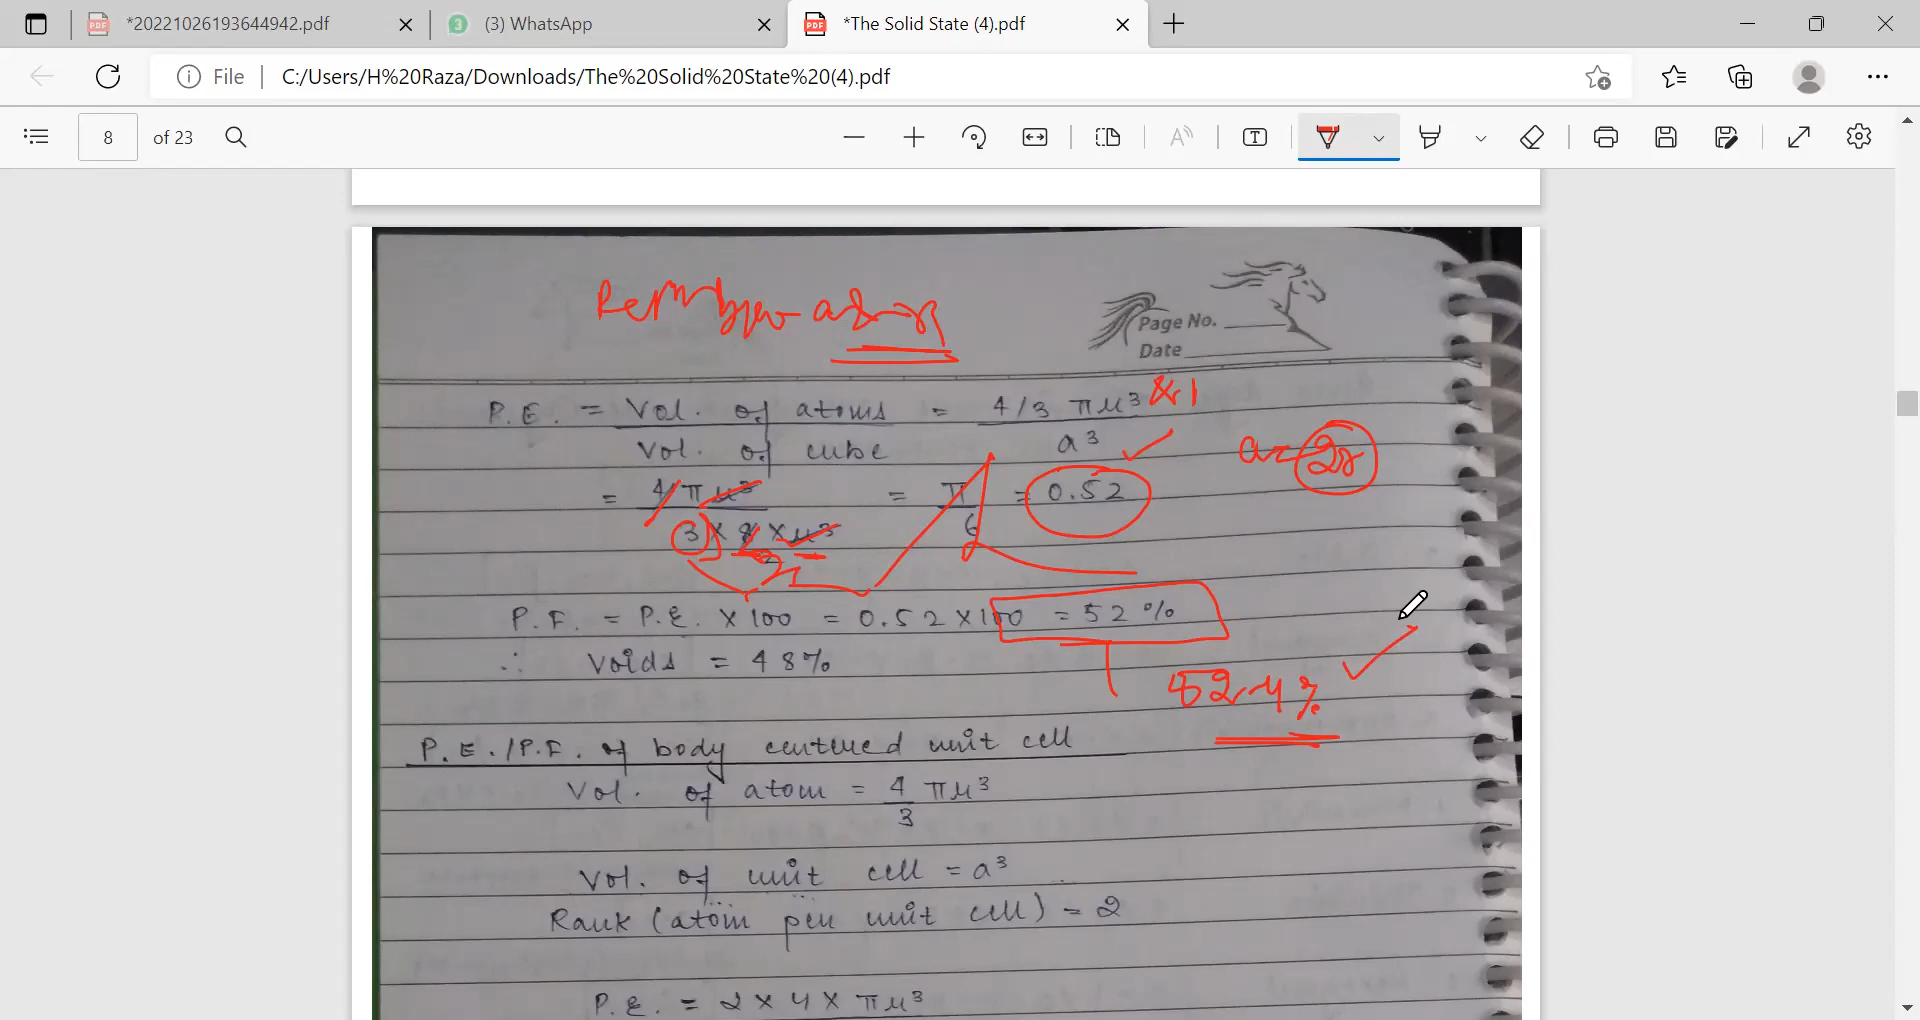 *20221026193644942.pdf
3 (3) WhatsApp
*The Solid State (4).pdf
File C:/Users/H%20Raza/Downloads/The%20Solid%20State%20(4).pdf
8 of 23
Page No.
Date
P.E. = Vol. of atoms / Vol. of cube = 4/3 πr³ ×1 / a³
a = 2r
= 4 π r³ / 3 × 8 × r³ = π / 6 = 0.52
2
P.F. = P.E. × 100 = 0.52 × 100 = 52 %
∴ Voids = 48%
52.4%
P.E./P.F. of body centered unit cell
Vol. of atom = 4/3 πr³
Vol. of unit cell = a³
Rank (atom per unit cell) = 2
P.E. = 2 × 4 × πr³